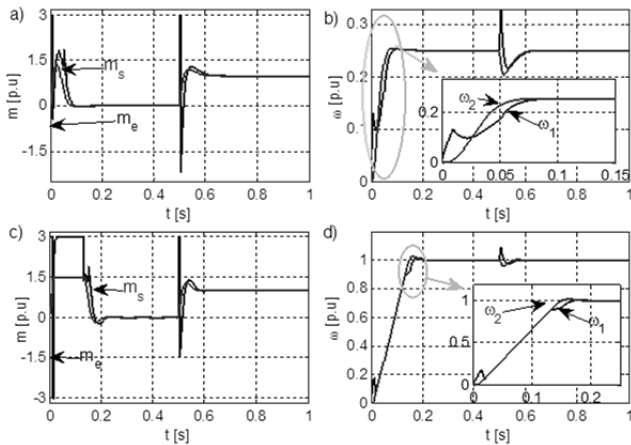 a)
m [p.u]
3
1.5
0
-1.5
m_s
m_e
0 0.2 0.4 0.6 0.8 1
t [s]
b)
ω [p.u]
0.3
0.2
0.1
0
ω_2
ω_1
0.2
0
0 0.05 0.1 0.15
0 0.2 0.4 0.6 0.8 1
t [s]
c)
m [p.u]
3
1.5
0
-1.5
-3
m_s
m_e
0 0.2 0.4 0.6 0.8 1
t [s]
d)
ω [p.u]
1
0.8
0.6
0.4
0.2
0
ω_2
ω_1
1
0.5
0
0 0.1 0.2
0 0.2 0.4 0.6 0.8 1
t [s]